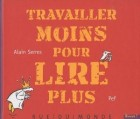 TRAVAILLER
MOINS
POUR
Alain Serres
LIRE
PLUS
Pef
RUE DU MONDE